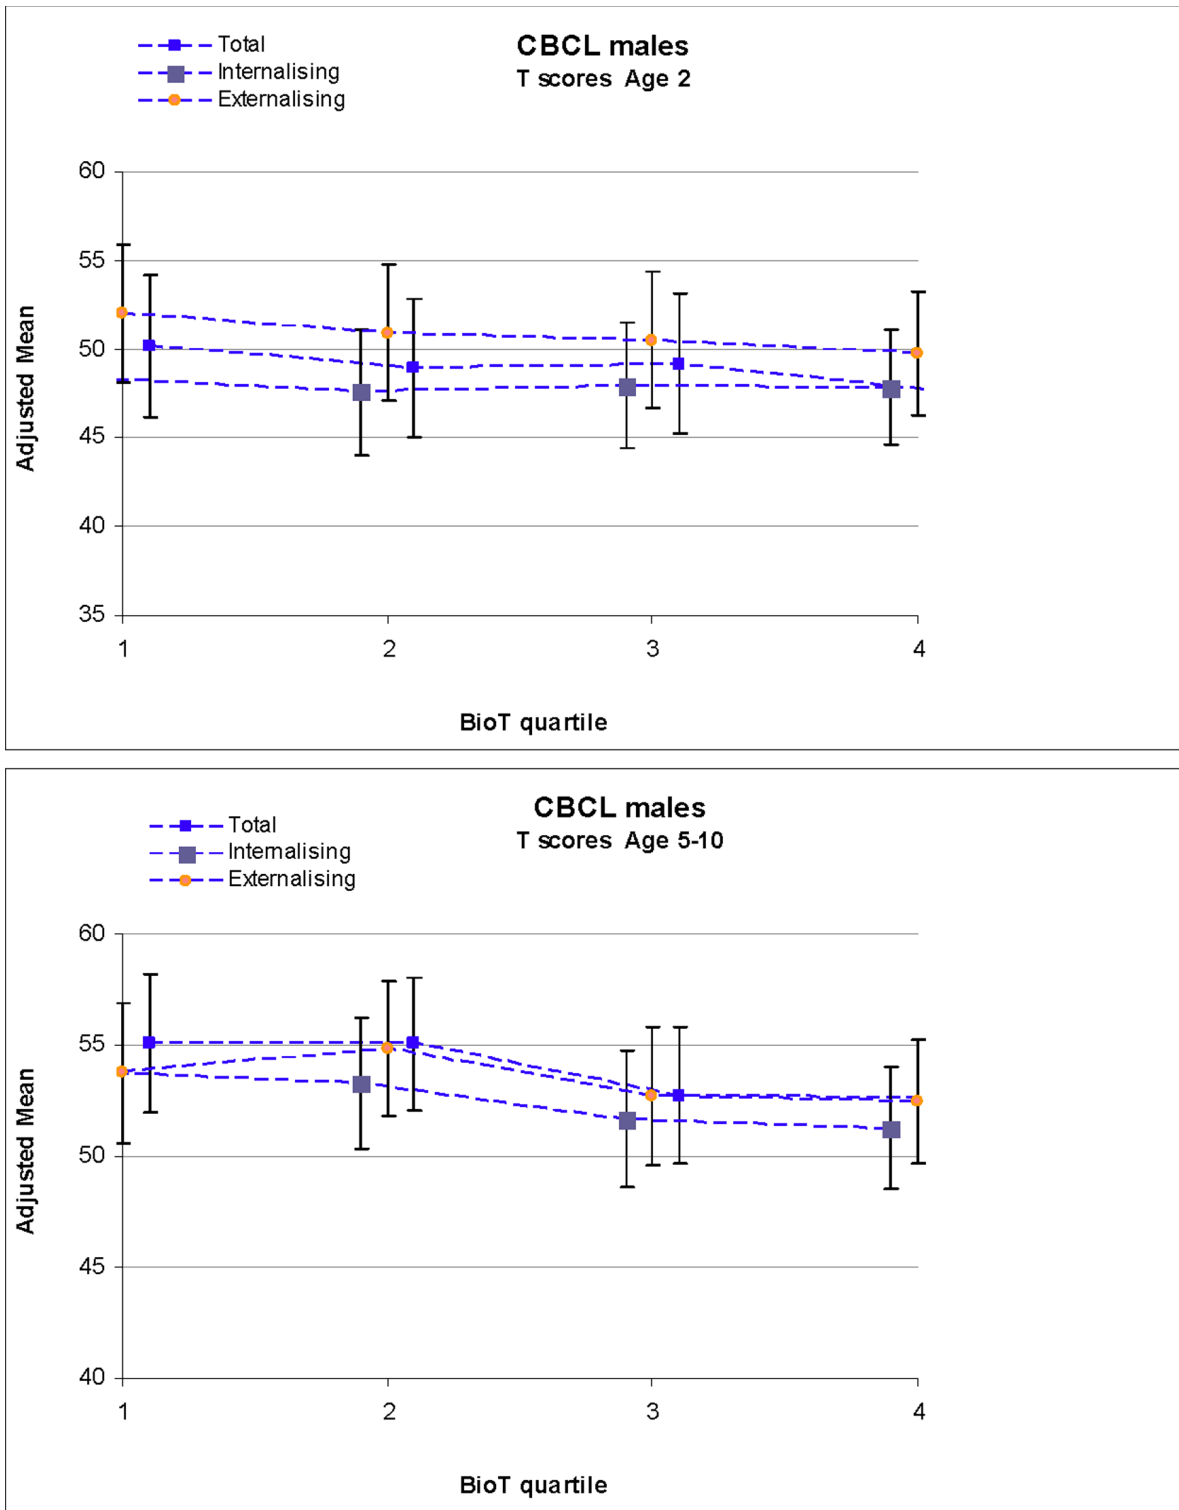 Total
Internalising
Externalising
CBCL males
T scores Age 2
60
55
50
45
40
35
Adjusted Mean
1 2 3 4
BioT quartile
Total
Internalising
Externalising
CBCL males
T scores Age 5-10
60
55
50
45
40
Adjusted Mean
1 2 3 4
BioT quartile